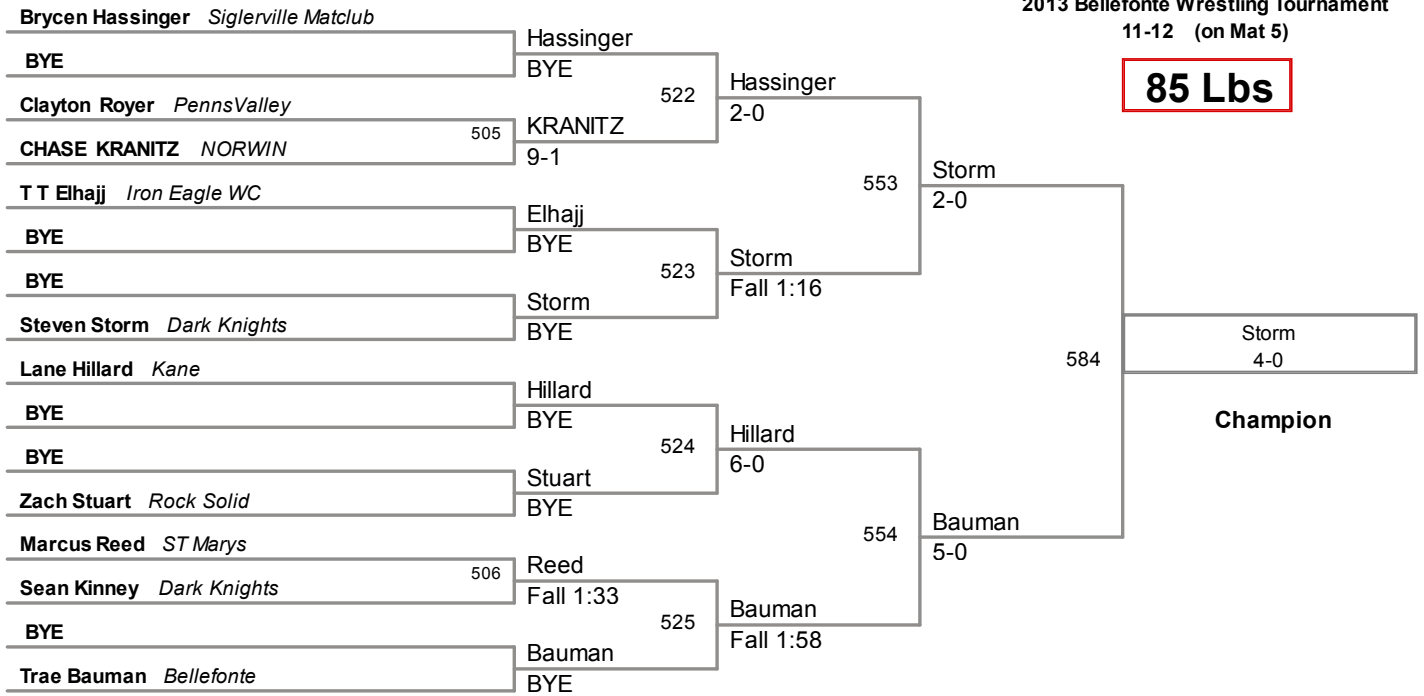 2013 Bellefonte Wrestling Tournament
11-12 (on Mat 5)
85 Lbs
Brycen Hassinger Siglerville Matclub
BYE
Clayton Royer PennsValley
505
CHASE KRANITZ NORWIN
T T Elhajj Iron Eagle WC
BYE
BYE
Steven Storm Dark Knights
Lane Hillard Kane
BYE
BYE
Zach Stuart Rock Solid
Marcus Reed ST Marys
506
Sean Kinney Dark Knights
BYE
Trae Bauman Bellefonte
Hassinger
BYE
522
KRANITZ
9-1
Elhajj
BYE
523
Storm
BYE
Hillard
BYE
524
Stuart
BYE
Reed
Fall 1:33
525
Bauman
BYE
Hassinger
2-0
553
Storm
Fall 1:16
Hillard
6-0
554
Bauman
Fall 1:58
Storm
2-0
584
Bauman
5-0
Storm
4-0
Champion